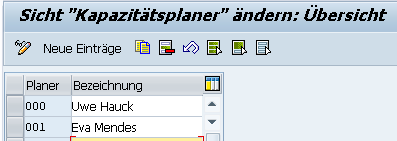 Sicht "Kapazitätsplaner" ändern: Übersicht
Neue Einträge
Planer Bezeichnung
000 Uwe Hauck
001 Eva Mendes